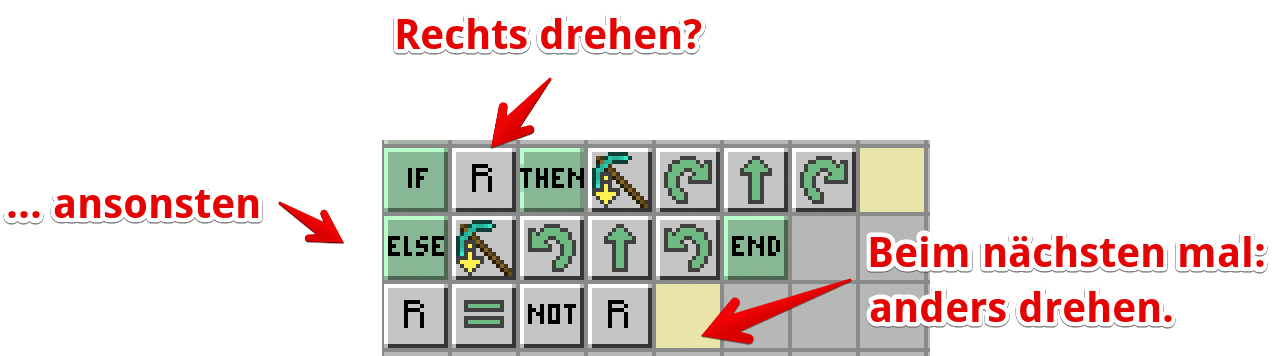 Rechts drehen?
IF R THEN
... ansonsten
ELSE END
Beim nächsten mal:
anders drehen.
R = NOT R